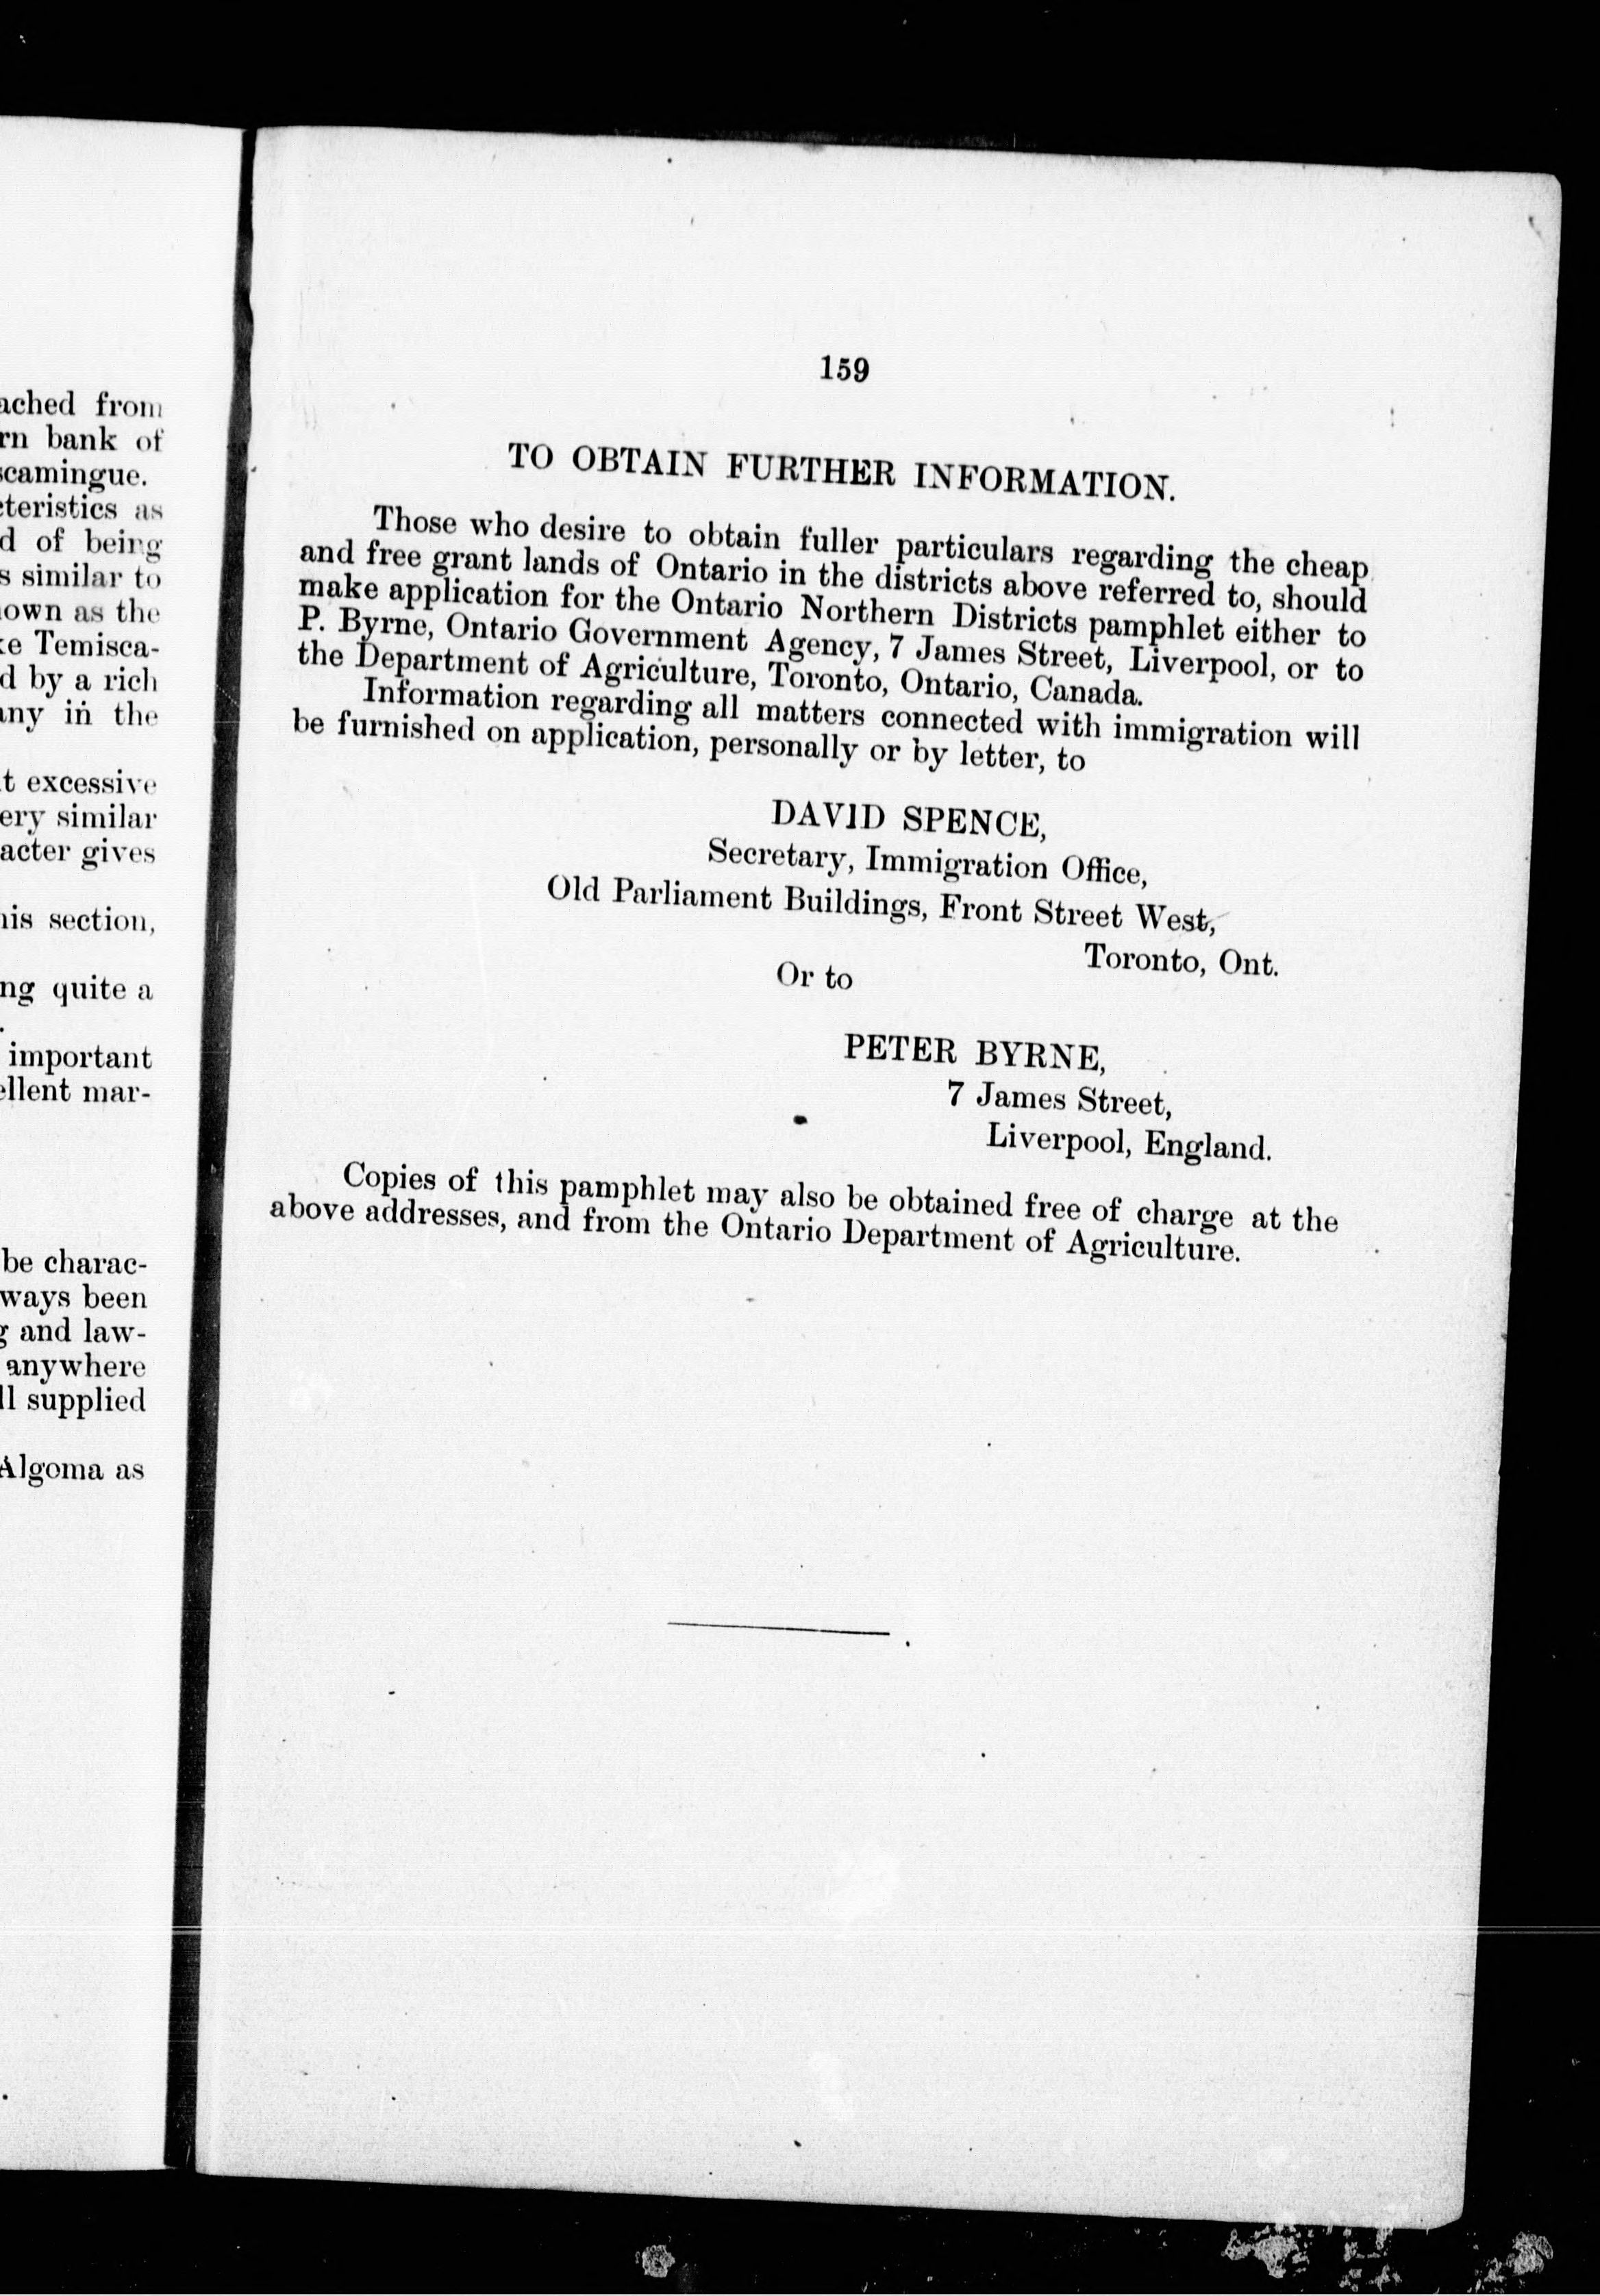 ached from
rn bank of
scamingue.
cteristics as
d of being
s similar to
nown as the
ke Temisca-
d by a rich
any in the
t excessive
ery similar
acter gives
his section,
ng quite a
important
ellent mar-
be charac-
ways been
g and law-
anywhere
ll supplied
Algoma as
159
TO OBTAIN FURTHER INFORMATION.
Those who desire to obtain fuller particulars regarding the cheap
and free grant lands of Ontario in the districts above referred to, should
make application for the Ontario Northern Districts pamphlet either to
P. Byrne, Ontario Government Agency, 7 James Street, Liverpool, or to
the Department of Agriculture, Toronto, Ontario, Canada.
Information regarding all matters connected with immigration will
be furnished on application, personally or by letter, to
DAVID SPENCE,
Secretary, Immigration Office,
Old Parliament Buildings, Front Street West,
Toronto, Ont.
Or to
PETER BYRNE,
7 James Street,
Liverpool, England.
Copies of this pamphlet may also be obtained free of charge at the
above addresses, and from the Ontario Department of Agriculture.